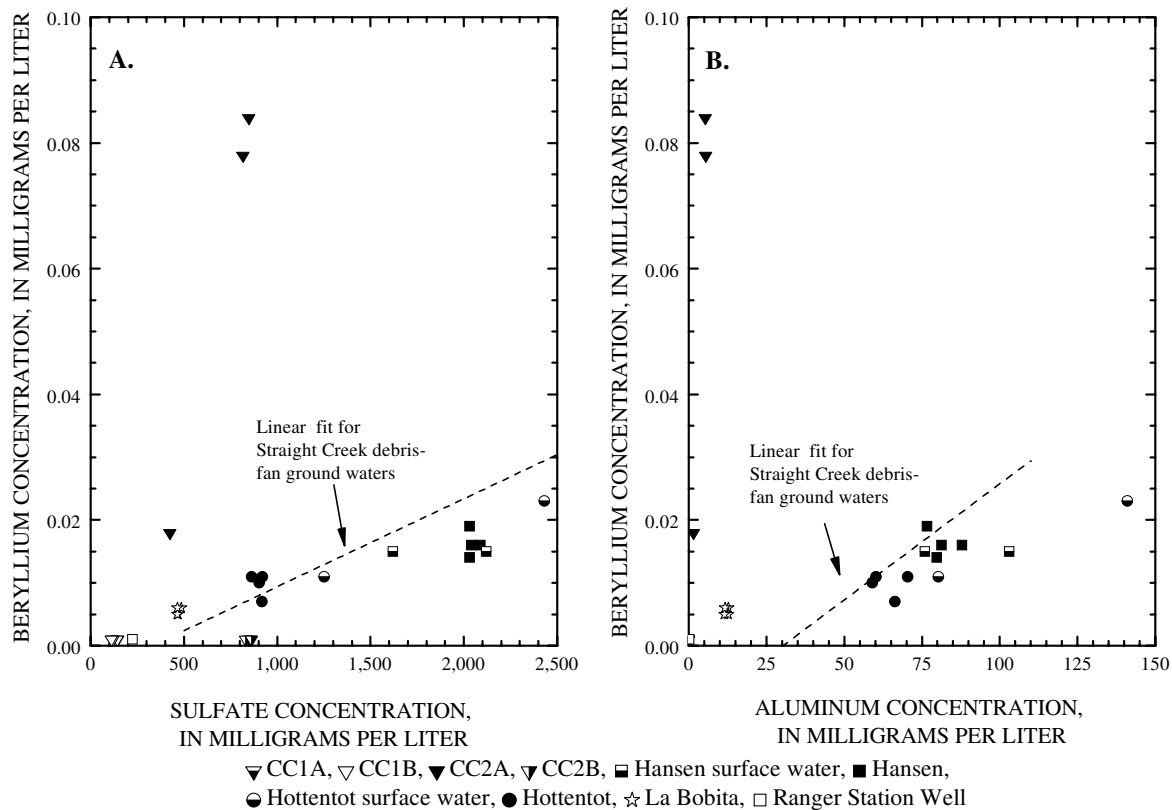 BERYLLIUM CONCENTRATION, IN MILLIGRAMS PER LITER
0.10
0.08
0.06
0.04
0.02
0.00
A.
Linear fit for
Straight Creek debris-
fan ground waters
0
500
1,000
1,500
2,000
2,500
SULFATE CONCENTRATION,
IN MILLIGRAMS PER LITER
BERYLLIUM CONCENTRATION, IN MILLIGRAMS PER LITER
0.10
0.08
0.06
0.04
0.02
0.00
B.
Linear fit for
Straight Creek debris-
fan ground waters
0
25
50
75
100
125
150
ALUMINUM CONCENTRATION,
IN MILLIGRAMS PER LITER
CC1A, CC1B, CC2A, CC2B, Hansen surface water, Hansen,
Hottentot surface water, Hottentot, La Bobita, Ranger Station Well